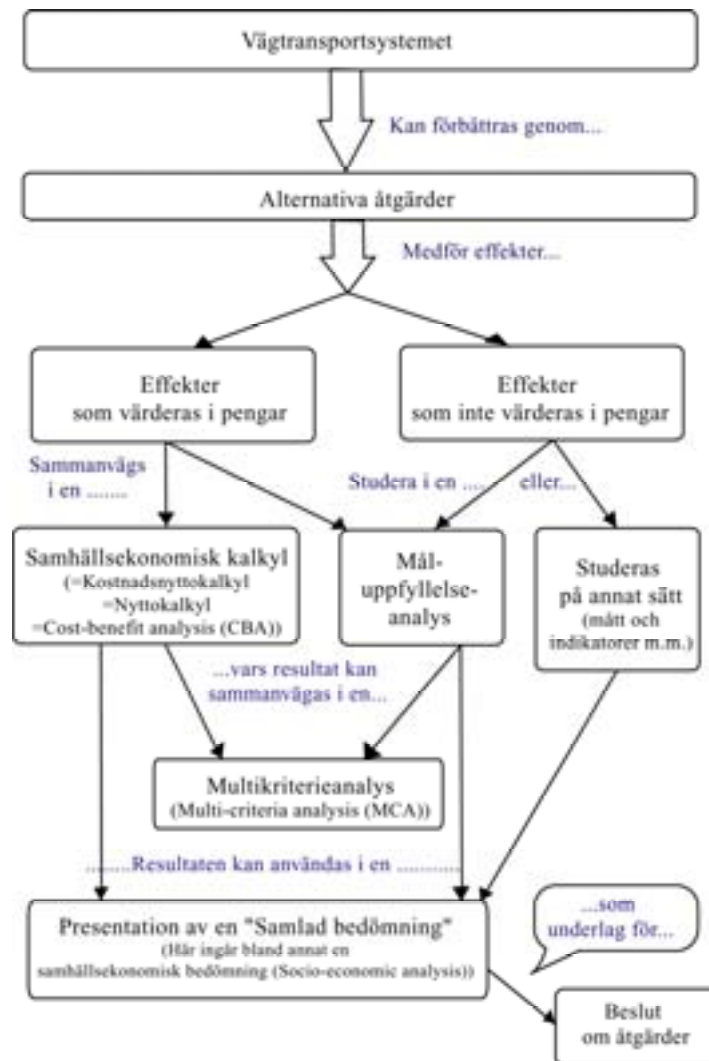 Vägtransportsystemet
Kan förbättras genom...
Alternativa åtgärder
Medför effekter...
Effekter
som värderas i pengar
Effekter
som inte värderas i pengar
Sammanvägs
i en ........
Studera i en ....
eller...
Samhällsekonomisk kalkyl
(=Kostnadsnyttokalkyl
=Nyttokalkyl
=Cost-benefit analysis (CBA))
Mål-
uppfyllelse-
analys
Studeras
på annat sätt
(mått och
indikatorer m.m.)
...vars resultat kan
sammanvägas i en...
Multikriterieanalys
(Multi-criteria analysis (MCA))
........Resultaten kan användas i en ...........
Presentation av en "Samlad bedömning"
(Här ingår bland annat en
samhällsekonomisk bedömning (Socio-economic analysis))
...som
underlag för...
Beslut
om åtgärder